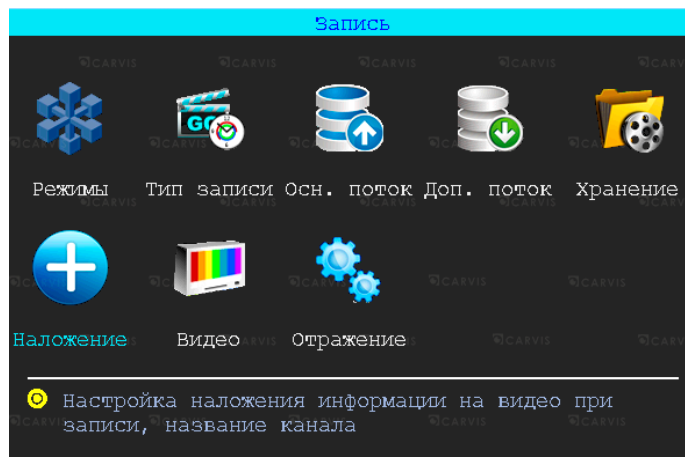 Запись
Режимы Тип записи Осн. поток Доп. поток Хранение
Наложение Видео Отражение
Настройка наложения информации на видео при
записи, название канала
CARVIS